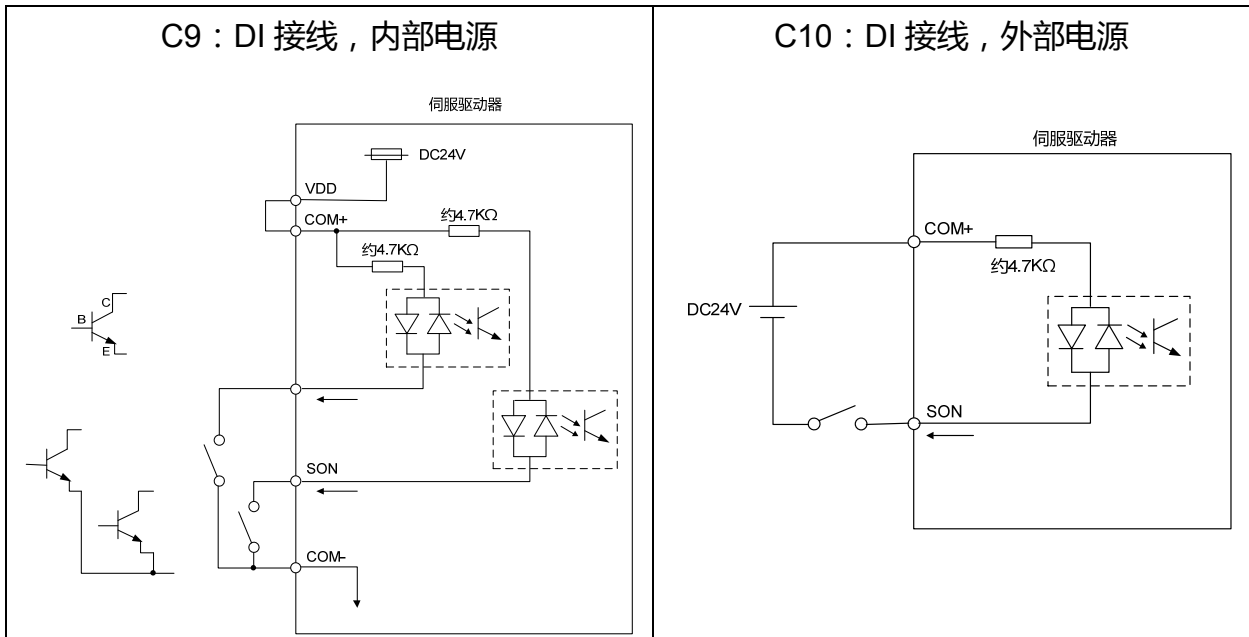 C9：DI 接线，内部电源
伺服驱动器
DC24V
VDD
COM+
约4.7KΩ
约4.7KΩ
C
B
E
SON
COM-
C10：DI 接线，外部电源
伺服驱动器
COM+
约4.7KΩ
DC24V
SON